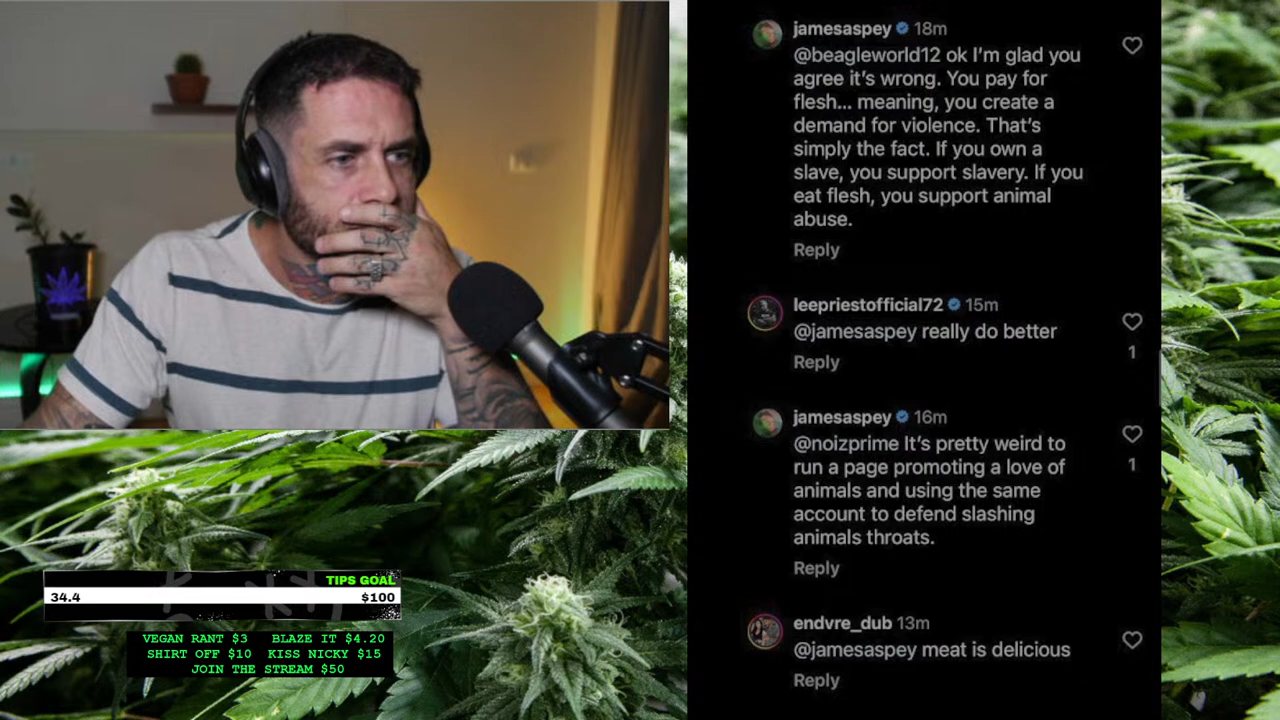 jamesaspey 18m
@beagleworld12 ok I'm glad you
agree it's wrong. You pay for
flesh... meaning, you create a
demand for violence. That's
simply the fact. If you own a
slave, you support slavery. If you
eat flesh, you support animal
abuse.
Reply
leepriestofficial72 15m
@jamesaspey really do better
1
Reply
jamesaspey 16m
@noizprime It's pretty weird to
1
run a page promoting a love of
animals and using the same
account to defend slashing
animals throats.
Reply
endvre_dub 13m
@jamesaspey meat is delicious
Reply
TIPS GOAL
34.4 $100
VEGAN RANT $3 BLAZE IT $4.20
SHIRT OFF $10 KISS NICKY $15
JOIN THE STREAM $50